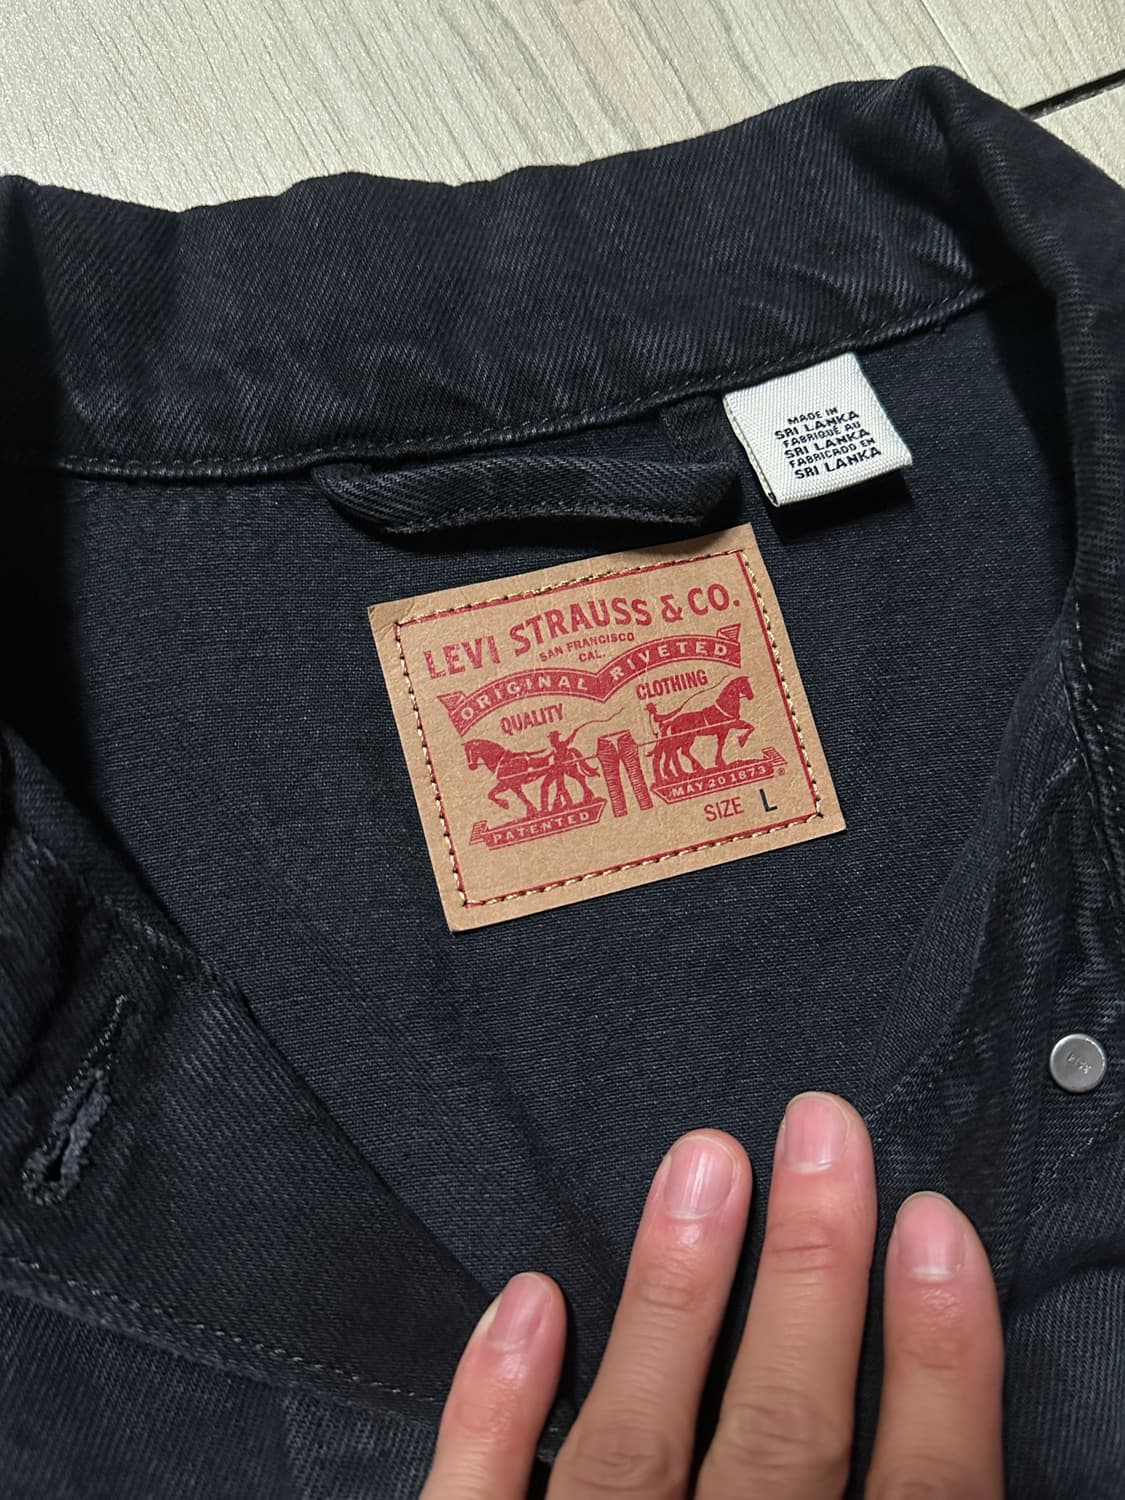 MADE IN
SRI LANKA
FABRIQUÉ AU
SRI LANKA
FABRICADO EN
SRI LANKA
LEVI STRAUSS & CO.
SAN FRANCISCO
CAL.
ORIGINAL RIVETED
QUALITY CLOTHING
PATENTED MAY 20 1873 ®
SIZE L